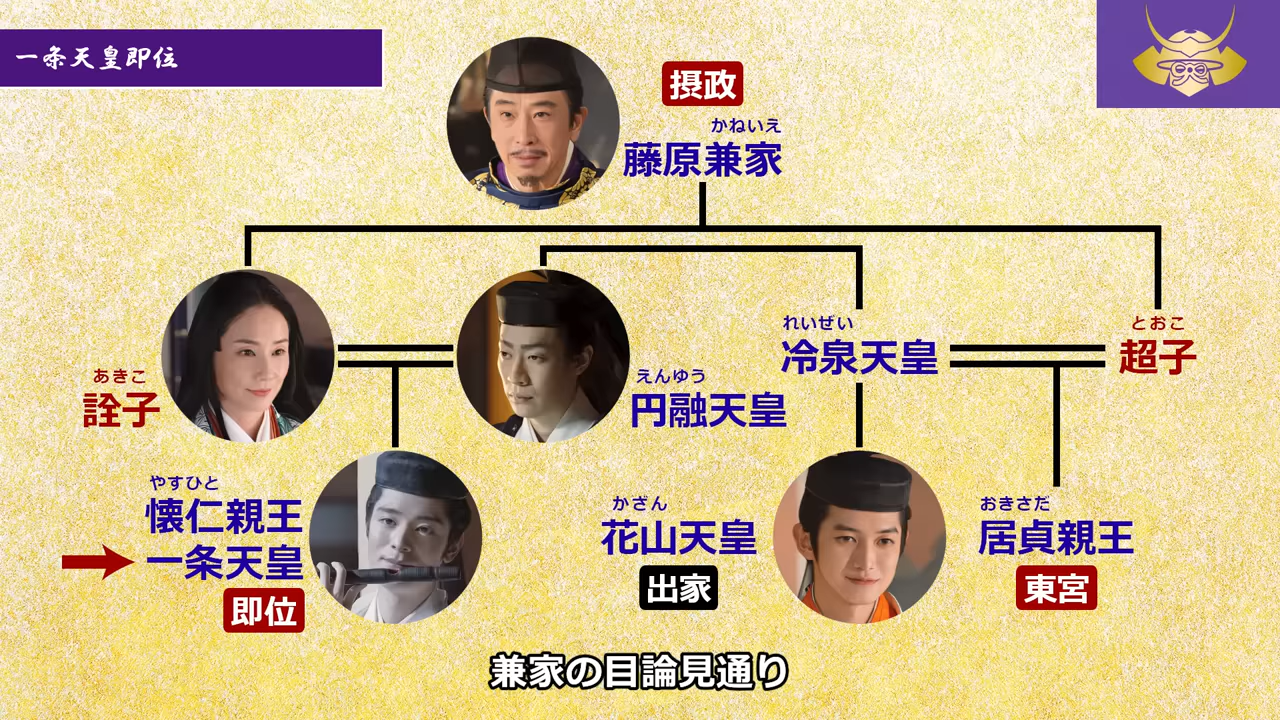 一条天皇即位
摂政
かねいえ
藤原兼家
れいぜい
冷泉天皇
とおこ
超子
あきこ
詮子
えんゆう
円融天皇
やすひと
懐仁親王
一条天皇
即位
かざん
花山天皇
出家
おきさだ
居貞親王
東宮
兼家の目論見通り